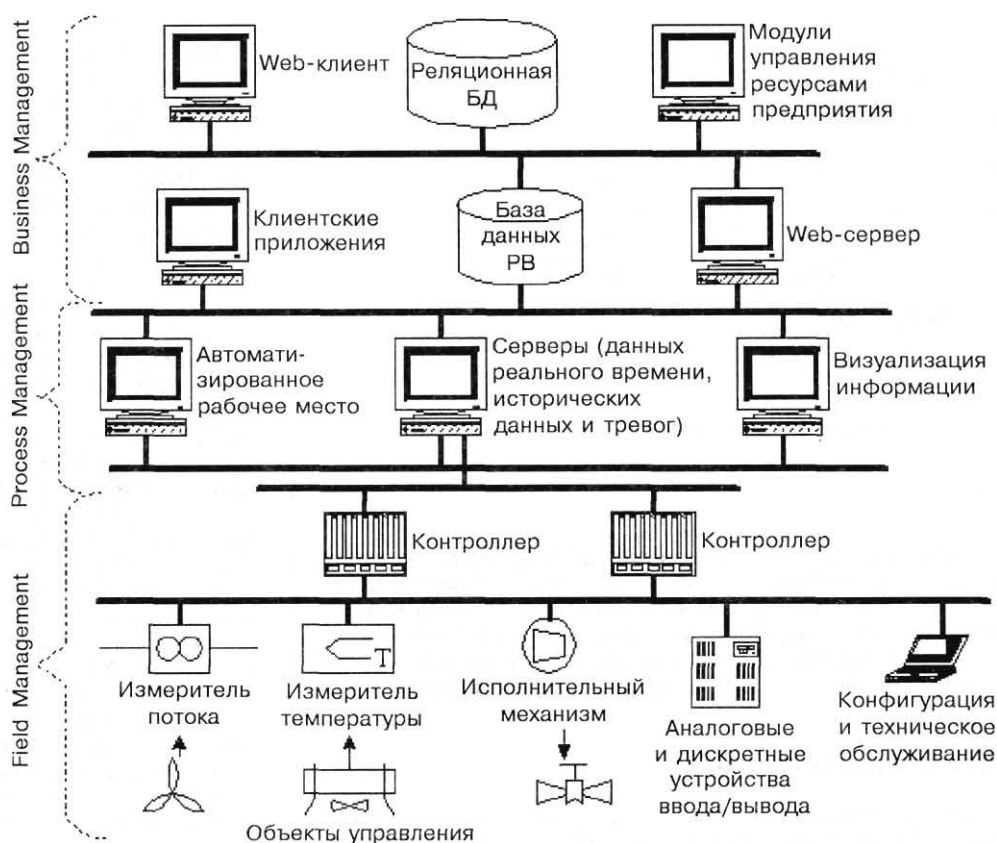 Business Management
Web-клиент
Реляционная
БД
Модули
управления
ресурсами
предприятия
Клиентские
приложения
База
данных
РВ
Web-сервер
Process Management
Автомати-
зированное
рабочее место
Серверы (данных
реального времени,
исторических
данных и тревог)
Визуализация
информации
Field Management
Контроллер
Контроллер
Измеритель
потока
T
Измеритель
температуры
Исполнительный
механизм
Аналоговые
и дискретные
устройства
ввода/вывода
Конфигурация
и техническое
обслуживание
Объекты управления